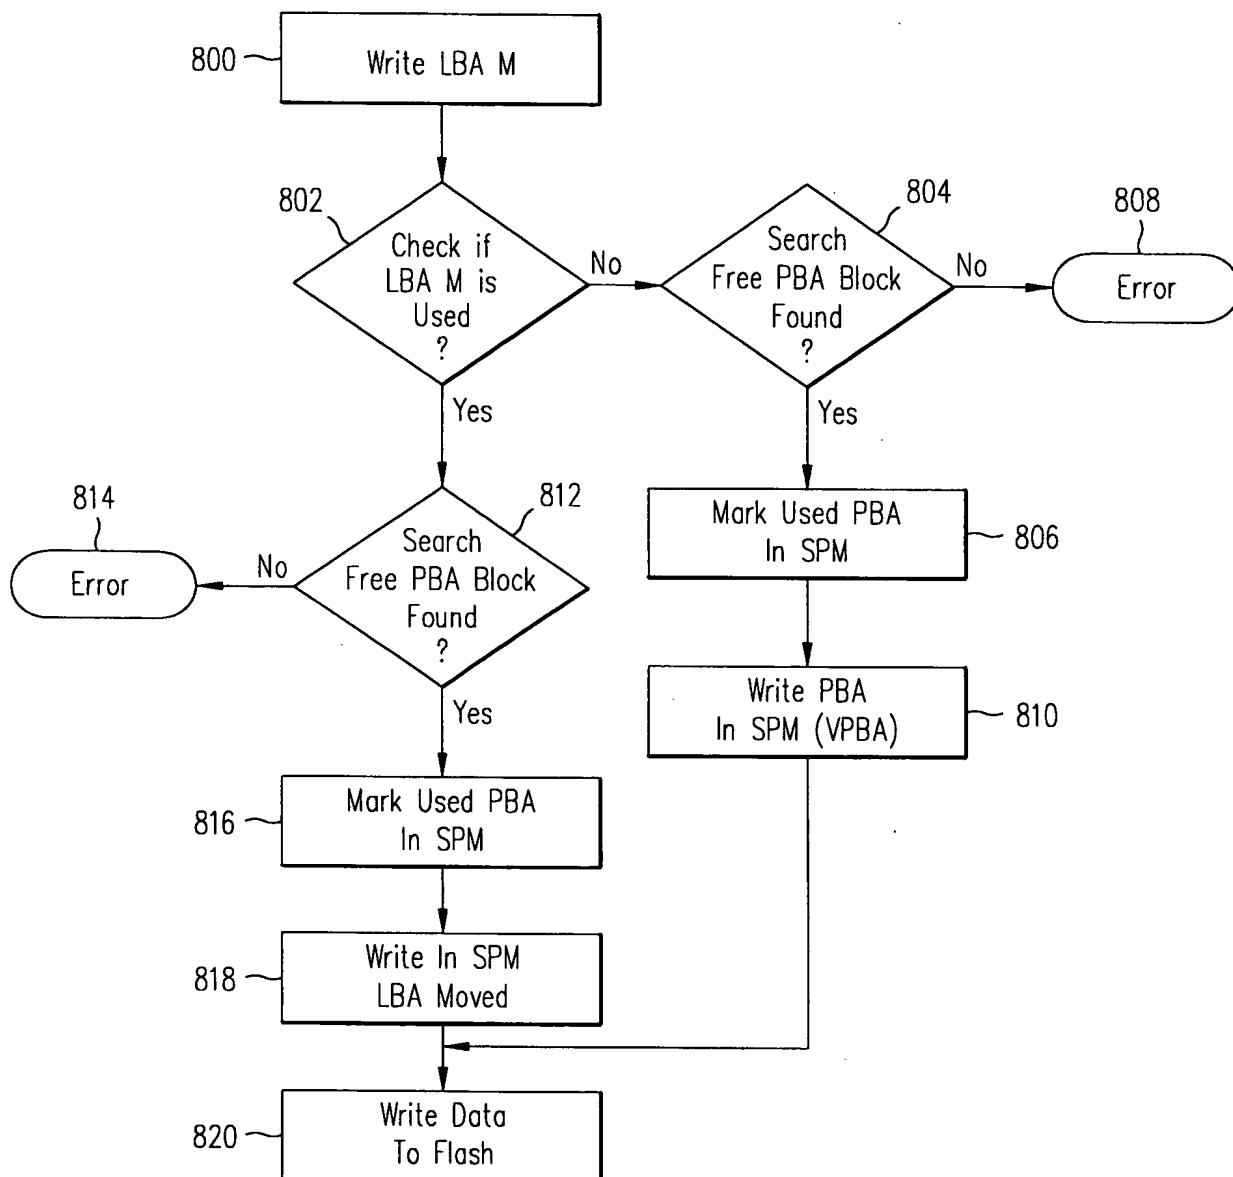 800
Write LBA M
802
Check if
LBA M is
Used
?
No
Yes
804
Search
Free PBA Block
Found
?
No
Yes
808
Error
814
Error
No
812
Search
Free PBA Block
Found
?
Yes
Mark Used PBA
In SPM
806
Write PBA
In SPM (VPBA)
810
816
Mark Used PBA
In SPM
818
Write In SPM
LBA Moved
820
Write Data
To Flash